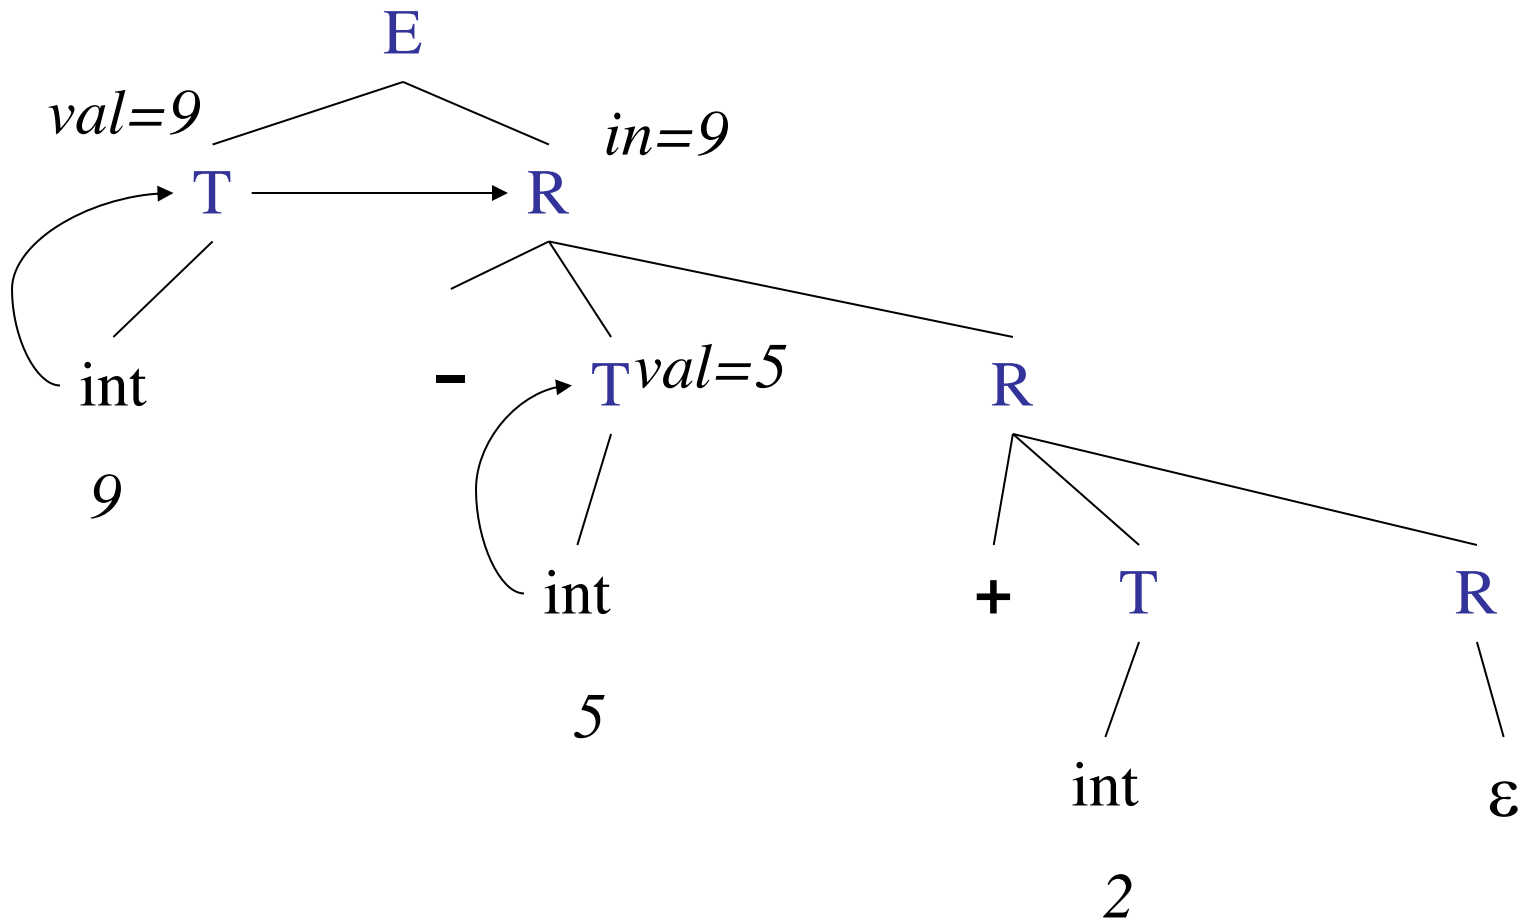 E
val=9
in=9
T R
int - T val=5 R
9
int + T R
5
int ε
2